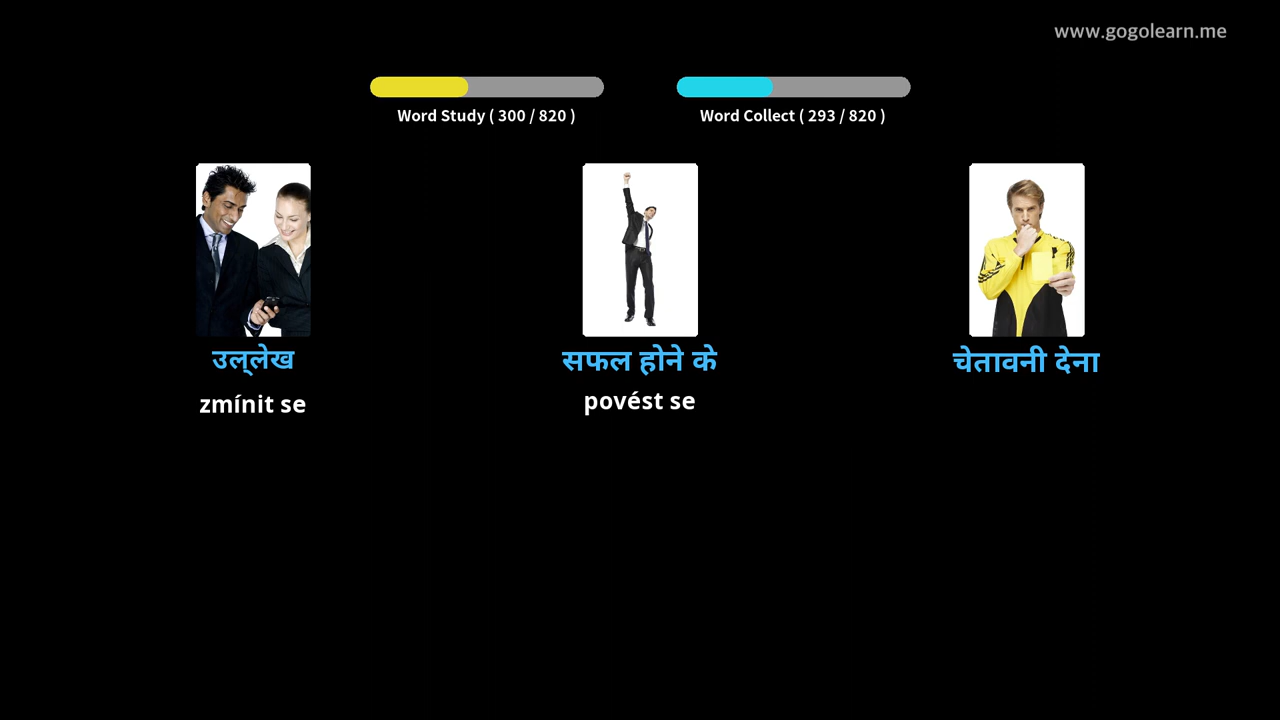 www.gogolearn.me
Word Study ( 300 / 820 )
Word Collect ( 293 / 820 )
उल्लेख
सफल होने के
चेतावनी देना
zmínit se
povést se